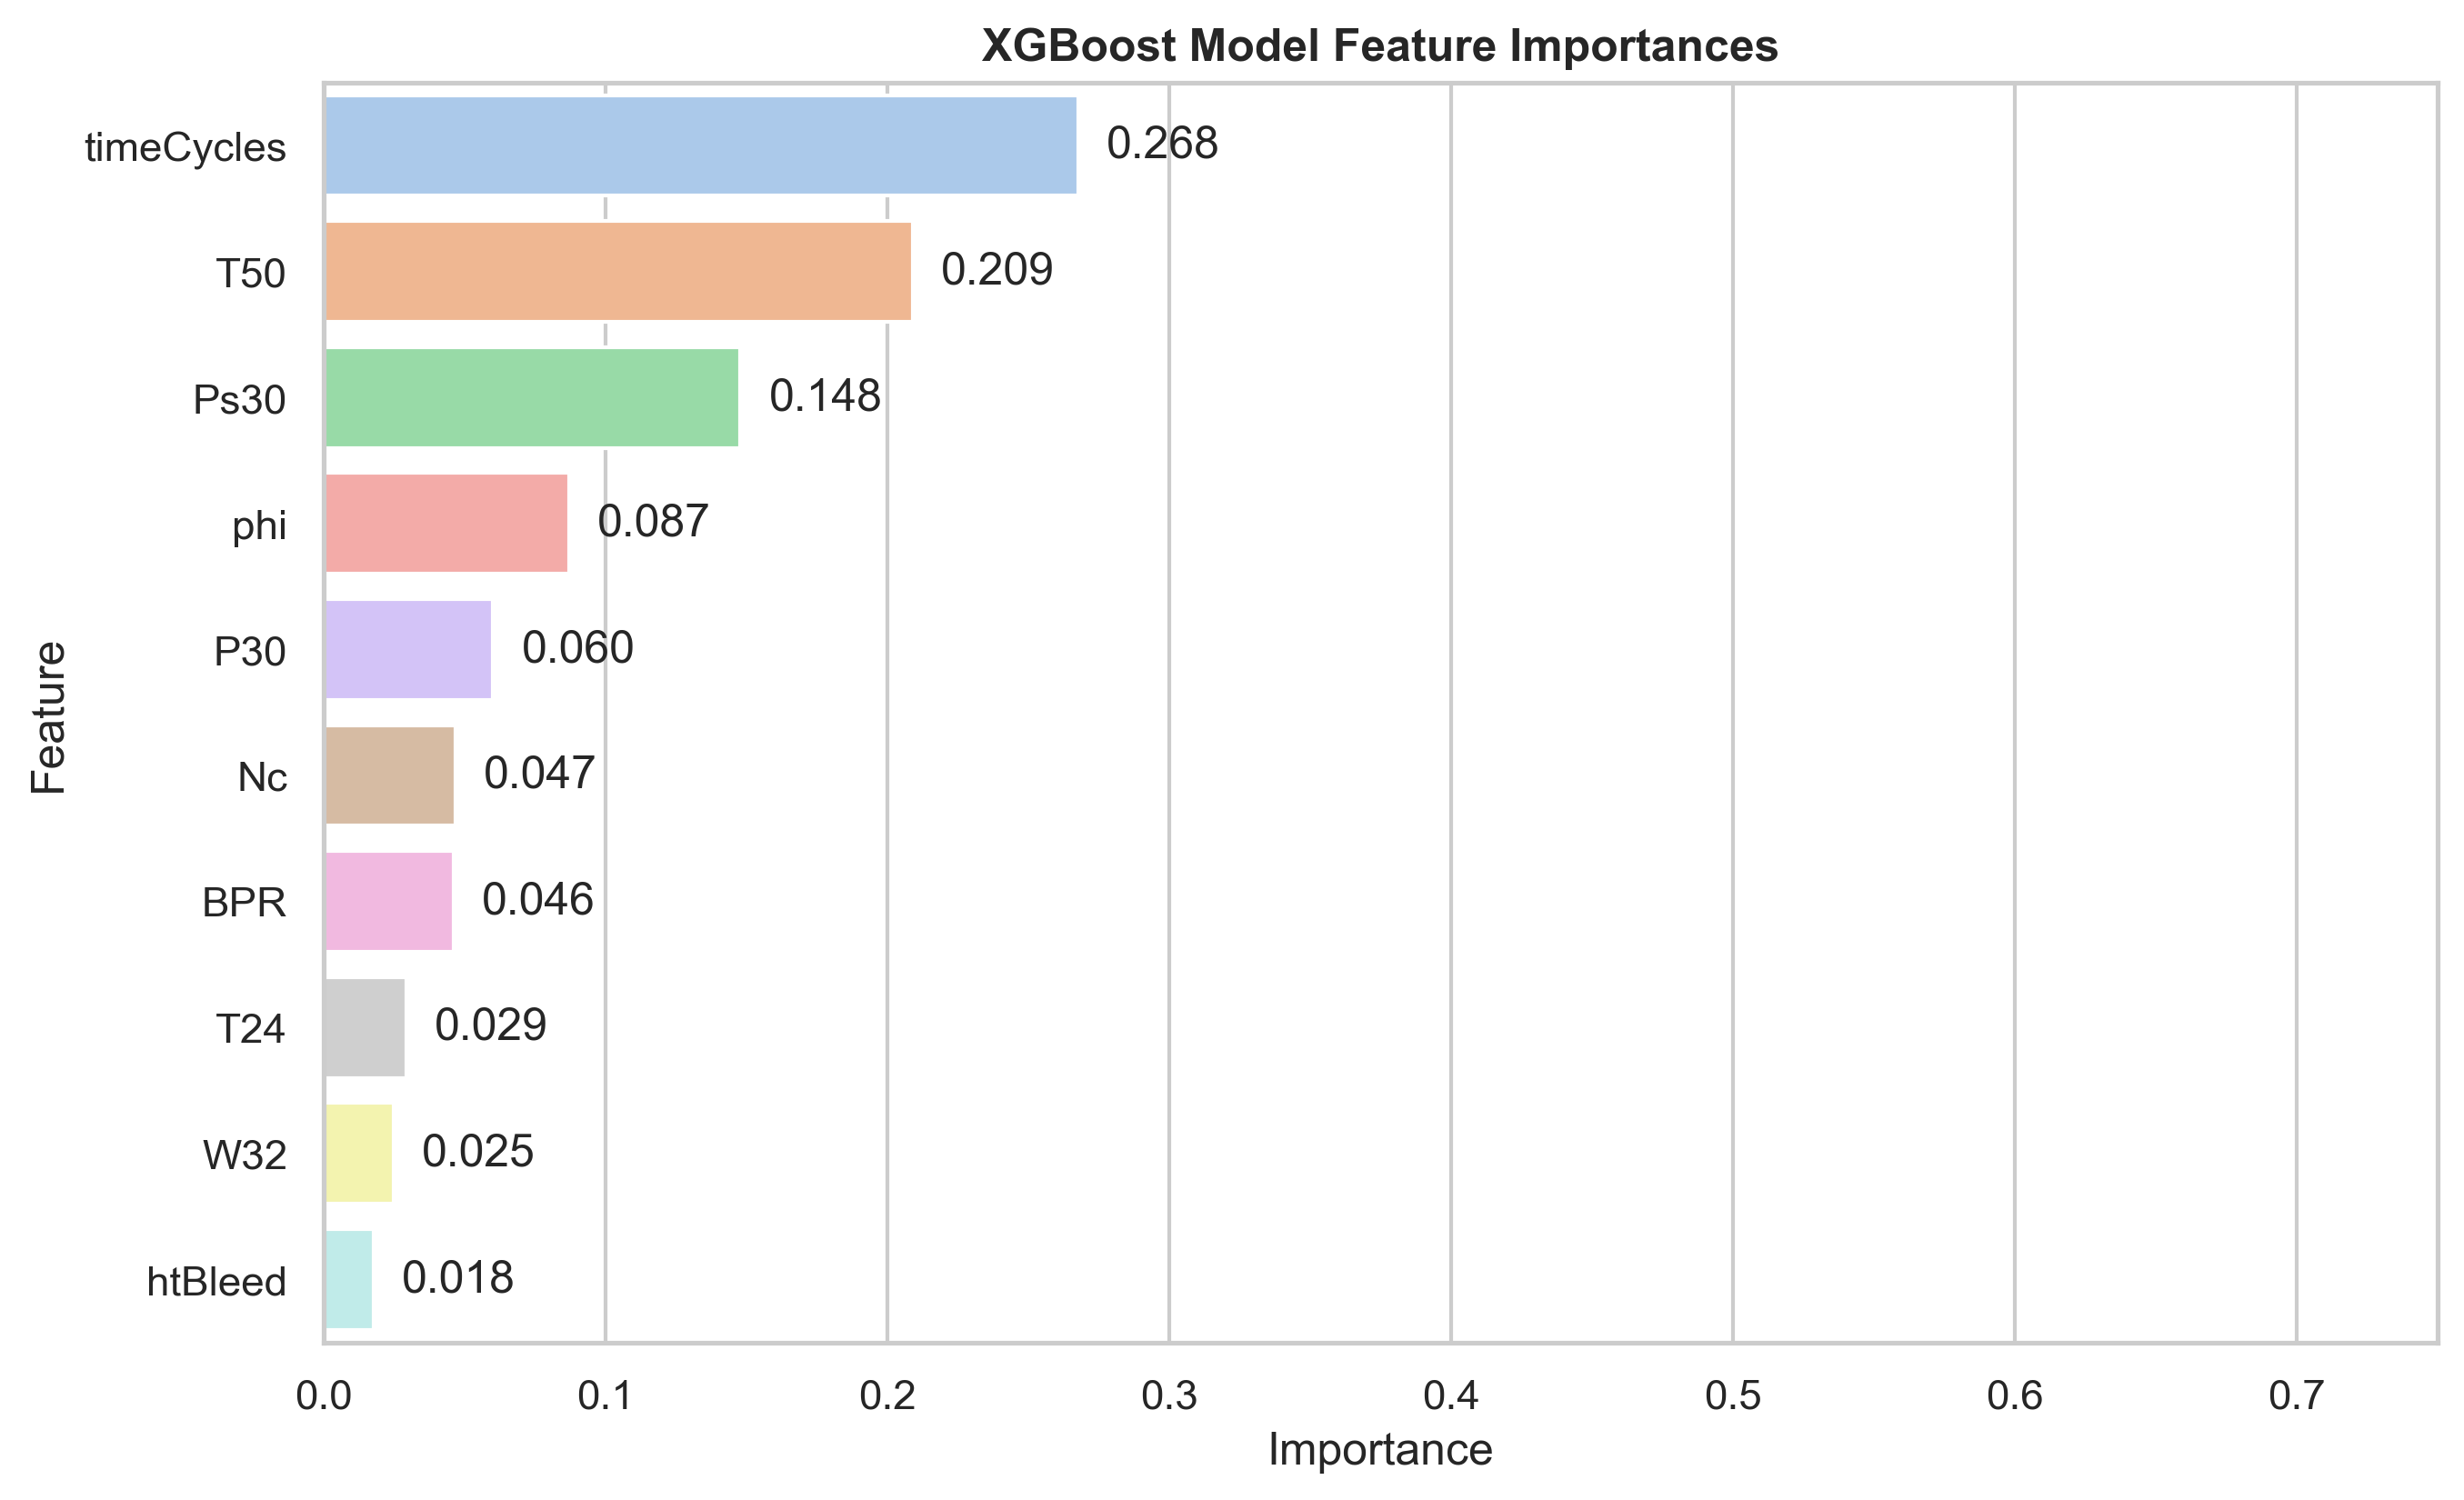 XGBoost Model Feature Importances
timeCycles 0.268
T50 0.209
Ps30 0.148
phi 0.087
P30 0.060
Nc 0.047
BPR 0.046
T24 0.029
W32 0.025
htBleed 0.018
Feature
0.0 0.1 0.2 0.3 0.4 0.5 0.6 0.7
Importance